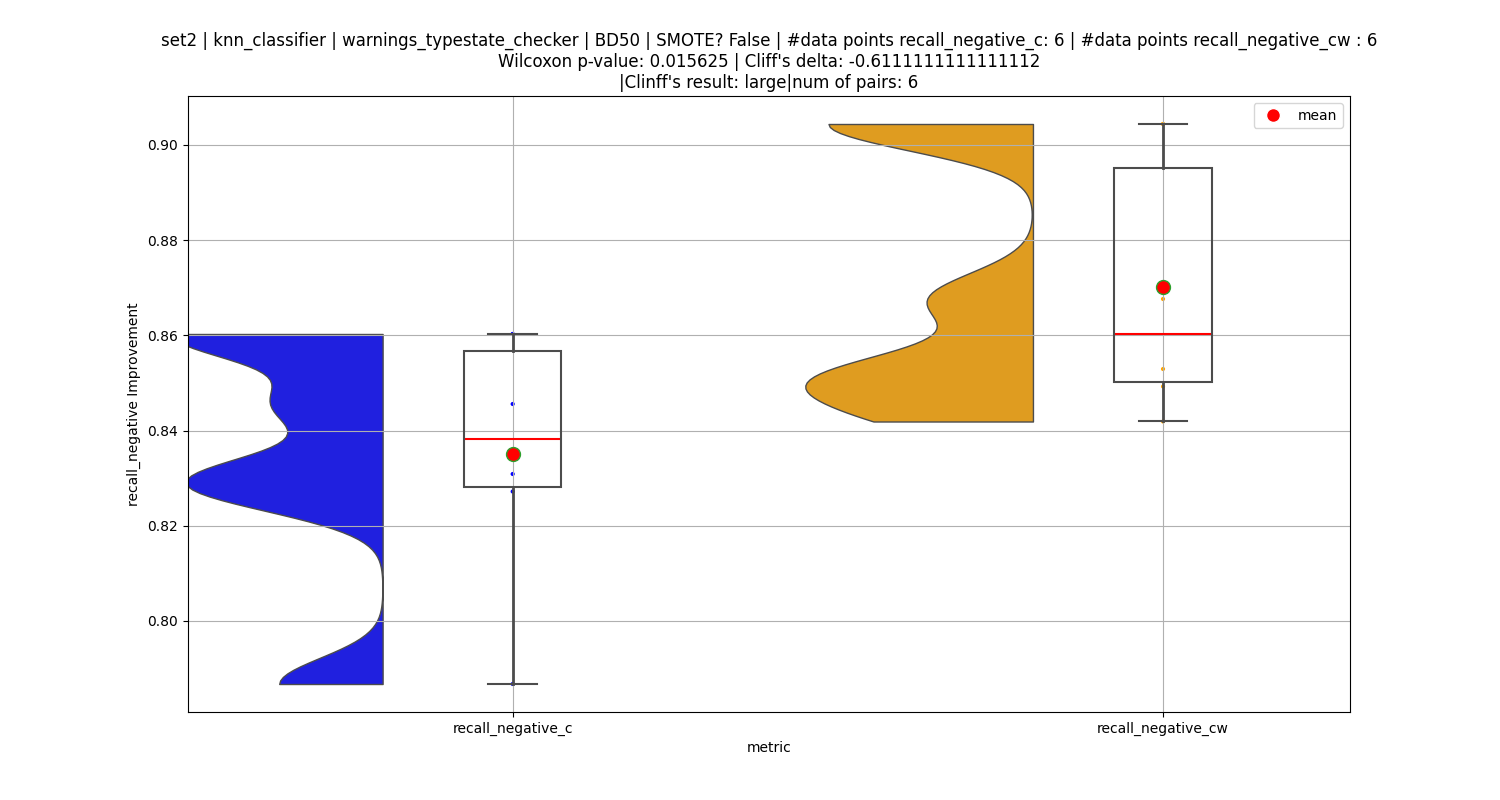 set2 | knn_classifier | warnings_typestate_checker | BD50 | SMOTE? False | #data points recall_negative_c: 6 | #data points recall_negative_cw : 6
Wilcoxon p-value: 0.015625 | Cliff's delta: -0.6111111111111112
|Clinff's result: large|num of pairs: 6
mean
0.90
0.88
0.86
0.84
0.82
0.80
recall_negative Improvement
recall_negative_c
recall_negative_cw
metric